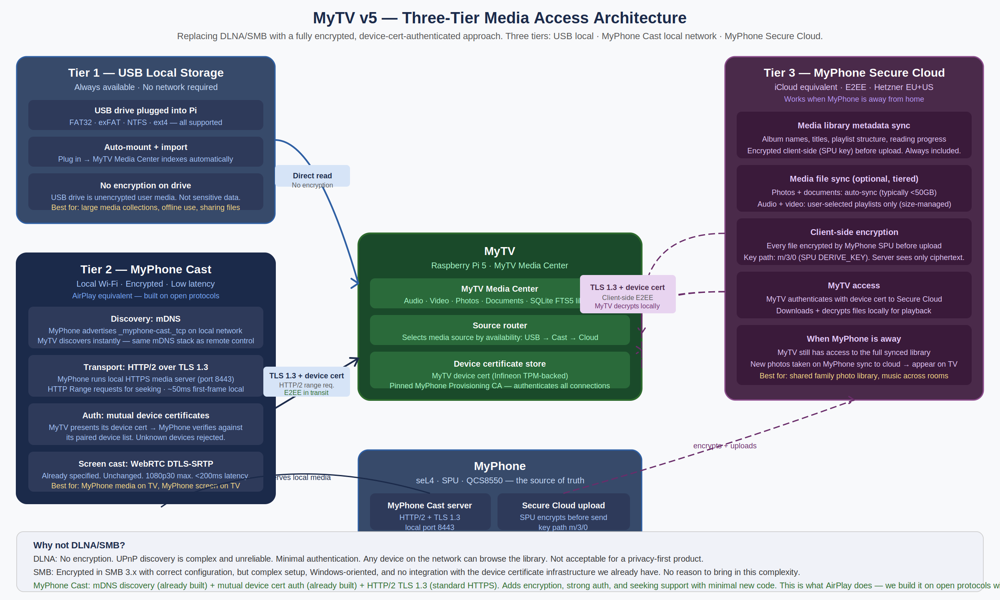 MyTV v5 — Three-Tier Media Access Architecture
Replacing DLNA/SMB with a fully encrypted, device-cert-authenticated approach. Three tiers: USB local · MyPhone Cast local network · MyPhone Secure Cloud.
Tier 1 — USB Local Storage
Always available · No network required
USB drive plugged into Pi
FAT32 · exFAT · NTFS · ext4 — all supported
Auto-mount + import
Plug in → MyTV Media Center indexes automatically
No encryption on drive
USB drive is unencrypted user media. Not sensitive data.
Best for: large media collections, offline use, sharing files
Direct read
No encryption
Tier 2 — MyPhone Cast
Local Wi-Fi · Encrypted · Low latency
AirPlay equivalent — built on open protocols
Discovery: mDNS
MyPhone advertises _myphone-cast._tcp on local network
MyTV discovers instantly — same mDNS stack as remote control
Transport: HTTP/2 over TLS 1.3
MyPhone runs local HTTPS media server (port 8443)
HTTP Range requests for seeking · ~50ms first-frame local
Auth: mutual device certificates
MyTV presents its device cert → MyPhone verifies against
its paired device list. Unknown devices rejected.
Screen cast: WebRTC DTLS-SRTP
Already specified. Unchanged. 1080p30 max. <200ms latency.
Best for: MyPhone media on TV, MyPhone screen on TV
TLS 1.3 + device cert
HTTP/2 range req.
E2EE in transit
local media
MyTV
Raspberry Pi 5 · MyTV Media Center
MyTV Media Center
Audio · Video · Photos · Documents · SQLite FTS5
Source router
Selects media source by availability: USB → Cast → Cloud
Device certificate store
MyTV device cert (Infineon TPM-backed)
Pinned MyPhone Provisioning CA — authenticates all connections
TLS 1.3 + device cert
Client-side E2EE
MyTV decrypts locally
Tier 3 — MyPhone Secure Cloud
iCloud equivalent · E2EE · Hetzner EU+US
Works when MyPhone is away from home
Media library metadata sync
Album names, titles, playlist structure, reading progress
Encrypted client-side (SPU key) before upload. Always included.
Media file sync (optional, tiered)
Photos + documents: auto-sync (typically <50GB)
Audio + video: user-selected playlists only (size-managed)
Client-side encryption
Every file encrypted by MyPhone SPU before upload
Key path: m/3/0 (SPU DERIVE_KEY). Server sees only ciphertext.
MyTV access
MyTV authenticates with device cert to Secure Cloud
Downloads + decrypts files locally for playback
When MyPhone is away
MyTV still has access to the full synced library
New photos taken on MyPhone sync to cloud → appear on TV
Best for: shared family photo library, music across rooms
encrypts + uploads
MyPhone
seL4 · SPU · QCS8550 — the source of truth
MyPhone Cast server
HTTP/2 + TLS 1.3
local port 8443
Secure Cloud upload
SPU encrypts before send
key path m/3/0
Why not DLNA/SMB?
DLNA: No encryption. UPnP discovery is complex and unreliable. Minimal authentication. Any device on the network can browse the library. Not acceptable for a privacy-first product.
SMB: Encrypted in SMB 3.x with correct configuration, but complex setup, Windows-oriented, and no integration with the device certificate infrastructure we already have. No reason to bring in this complexity.
MyPhone Cast: mDNS discovery (already built) + mutual device cert auth (already built) + HTTP/2 TLS 1.3 (standard HTTPS). Adds encryption, strong auth, and seeking support with minimal new code. This is what AirPlay does — we build it on open protocols